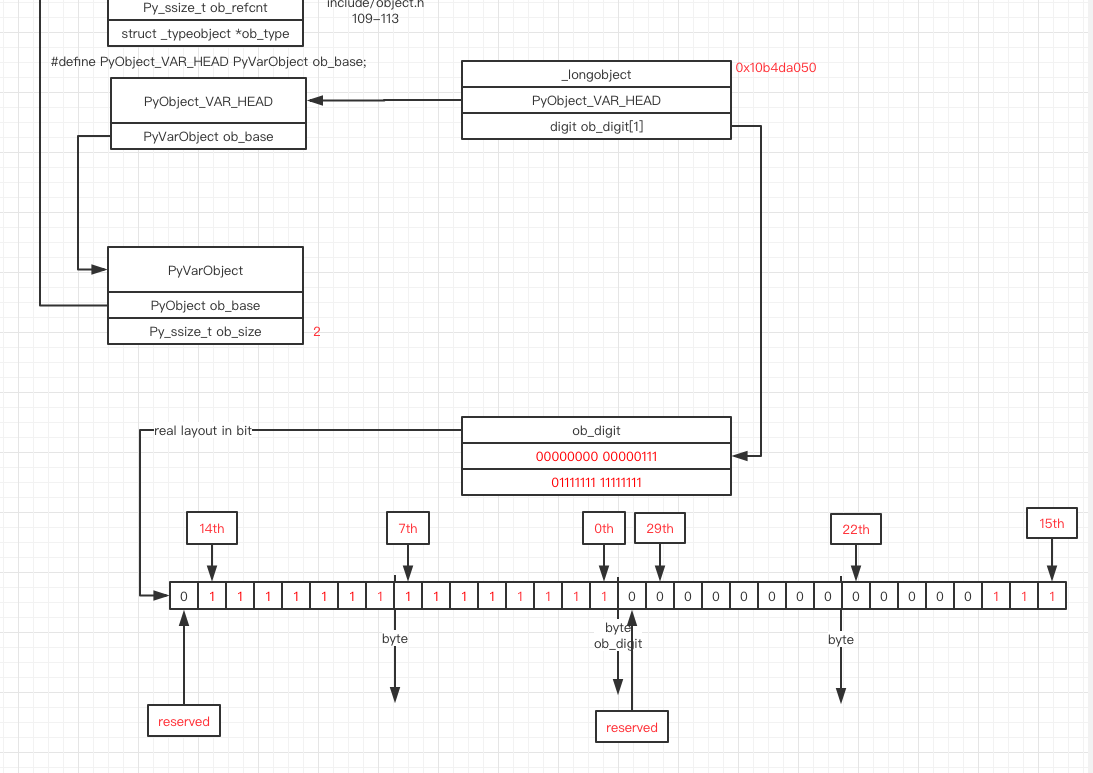 Py_ssize_t ob_refcnt
include/object.h
109-113
struct _typeobject *ob_type
#define PyObject_VAR_HEAD PyVarObject ob_base;
_longobject
0x10b4da050
PyObject_VAR_HEAD
PyObject_VAR_HEAD
digit ob_digit[1]
PyVarObject ob_base
PyVarObject
PyObject ob_base
Py_ssize_t ob_size
2
real layout in bit
ob_digit
00000000 00000111
01111111 11111111
14th
7th
0th
29th
22th
15th
0 1 1 1 1 1 1 1 1 1 1 1 1 1 1 1 0 0 0 0 0 0 0 0 0 0 0 0 0 1 1 1
byte
byte
ob_digit
byte
reserved
reserved